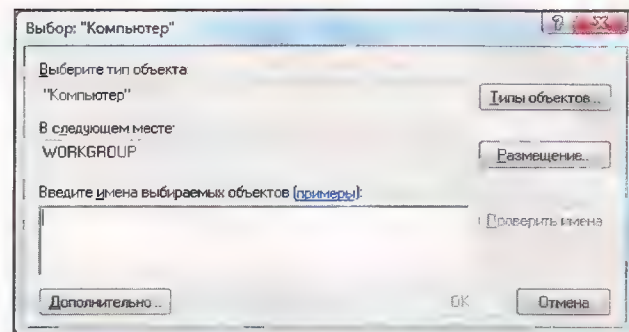 Выбор: "Компьютер"
Выберите тип объекта:
"Компьютер"
Типы объектов...
В следующем месте:
WORKGROUP
Размещение...
Введите имена выбираемых объектов (примеры):
Проверить имена
Дополнительно...
OK
Отмена